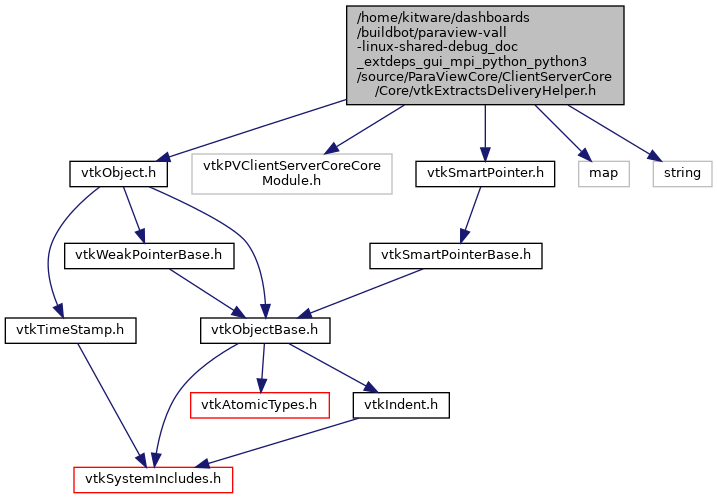 /home/kitware/dashboards
/buildbot/paraview-vall
-linux-shared-debug_doc
_extdeps_gui_mpi_python_python3
/source/ParaViewCore/ClientServerCore
/Core/vtkExtractsDeliveryHelper.h
vtkObject.h
vtkPVClientServerCoreCore
Module.h
vtkSmartPointer.h
map
string
vtkWeakPointerBase.h
vtkSmartPointerBase.h
vtkTimeStamp.h
vtkObjectBase.h
vtkAtomicTypes.h
vtkIndent.h
vtkSystemIncludes.h